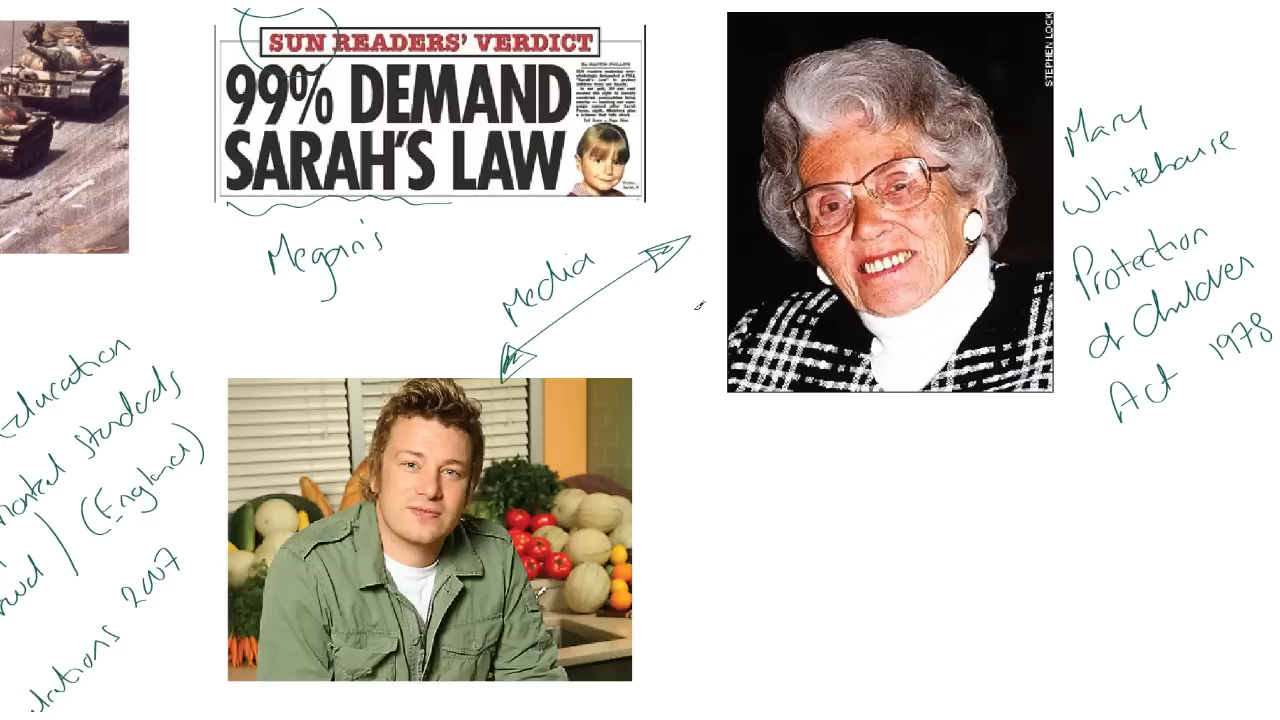 SUN READERS' VERDICT
99% DEMAND
SARAH'S LAW
Megan's
Media
STEPHEN LOCK
Mary
Whitehouse
Protection
of Children
Act 1978
Education
standards
(England)
2007